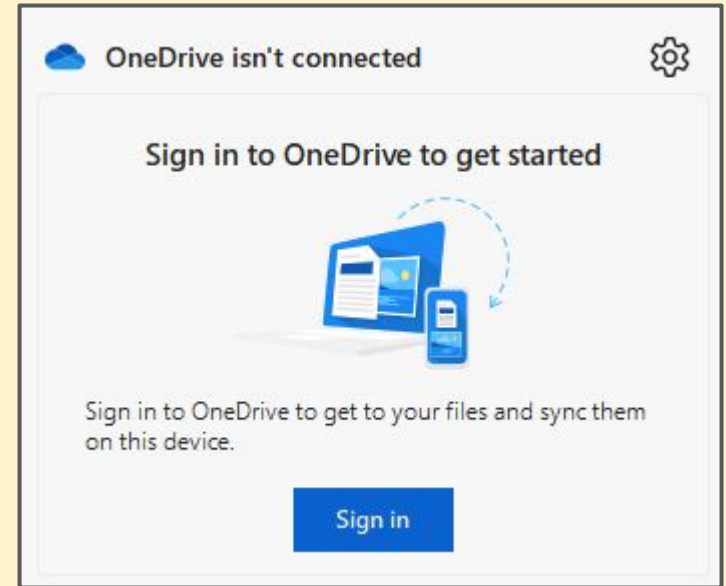 OneDrive isn't connected
Sign in to OneDrive to get started
Sign in to OneDrive to get to your files and sync them
on this device.
Sign in